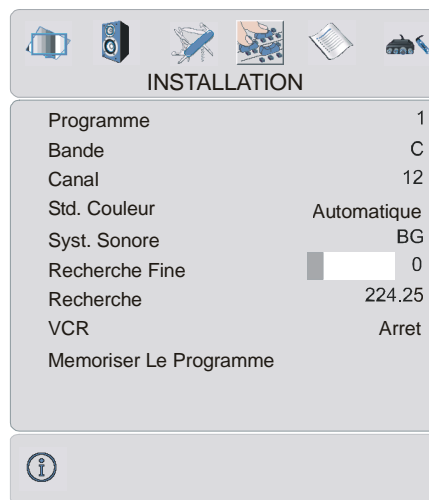 INSTALLATION
Programme 1
Bande C
Canal 12
Std. Couleur Automatique
Syst. Sonore BG
Recherche Fine 0
Recherche 224.25
VCR Arret
Memoriser Le Programme